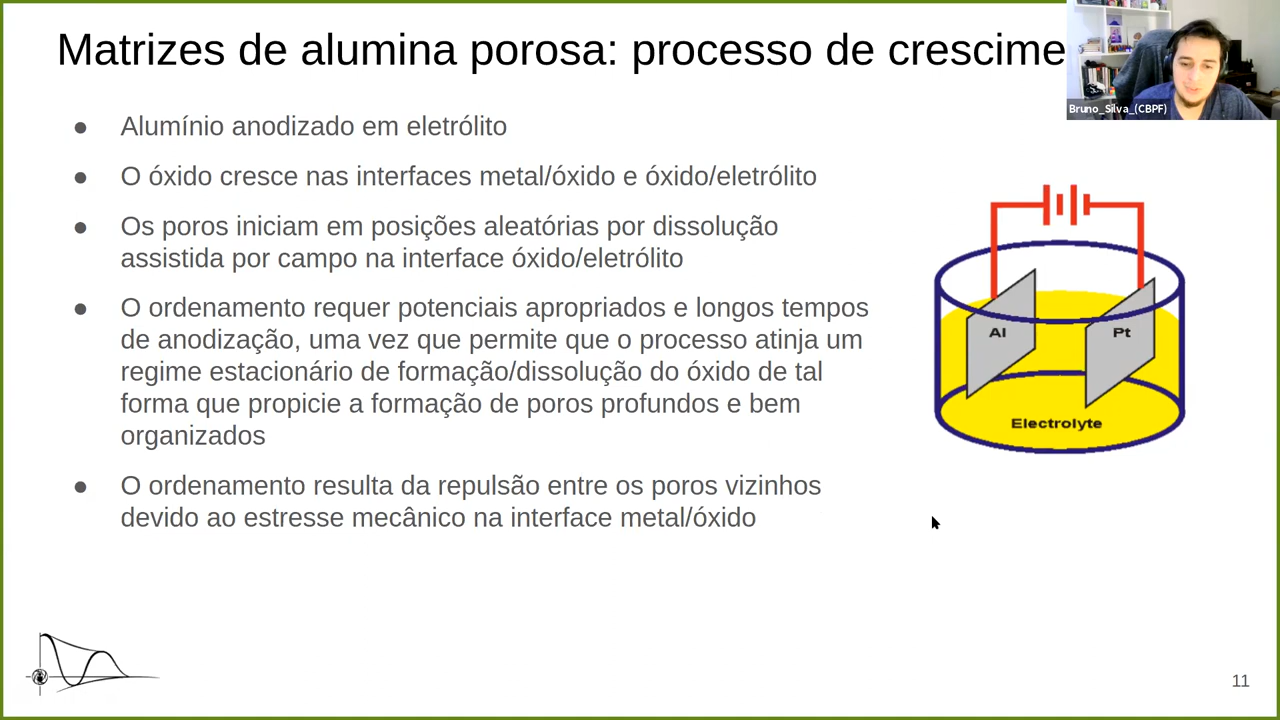 Matrizes de alumina porosa: processo de crescime
Bruno_Silva_(CBPF)
● Alumínio anodizado em eletrólito
● O óxido cresce nas interfaces metal/óxido e óxido/eletrólito
● Os poros iniciam em posições aleatórias por dissolução
assistida por campo na interface óxido/eletrólito
● O ordenamento requer potenciais apropriados e longos tempos
de anodização, uma vez que permite que o processo atinja um
regime estacionário de formação/dissolução do óxido de tal
forma que propicie a formação de poros profundos e bem
organizados
● O ordenamento resulta da repulsão entre os poros vizinhos
devido ao estresse mecânico na interface metal/óxido
Al
Pt
Electrolyte
11